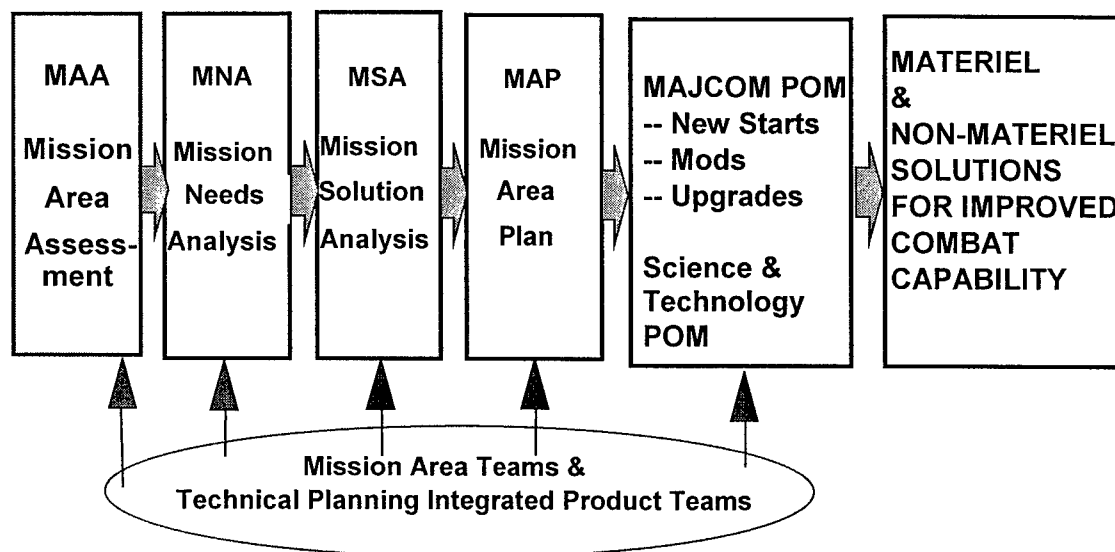 MAA
Mission
Area
Assess-
ment
MNA
Mission
Needs
Analysis
MSA
Mission
Solution
Analysis
MAP
Mission
Area
Plan
MAJCOM POM
-- New Starts
-- Mods
-- Upgrades
Science &
Technology
POM
MATERIEL
&
NON-MATERIEL
SOLUTIONS
FOR IMPROVED
COMBAT
CAPABILITY
Mission Area Teams &
Technical Planning Integrated Product Teams